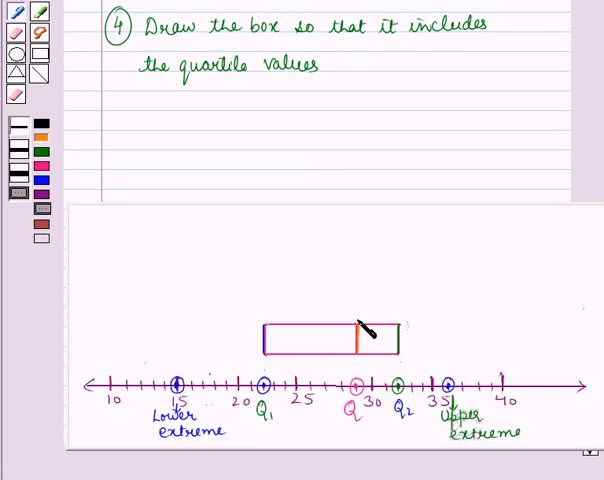 4 Draw the box so that it includes
the quartile values
10 15 20 25 30 35 40
Lower Q1 Q Q2 Upper
extreme extreme